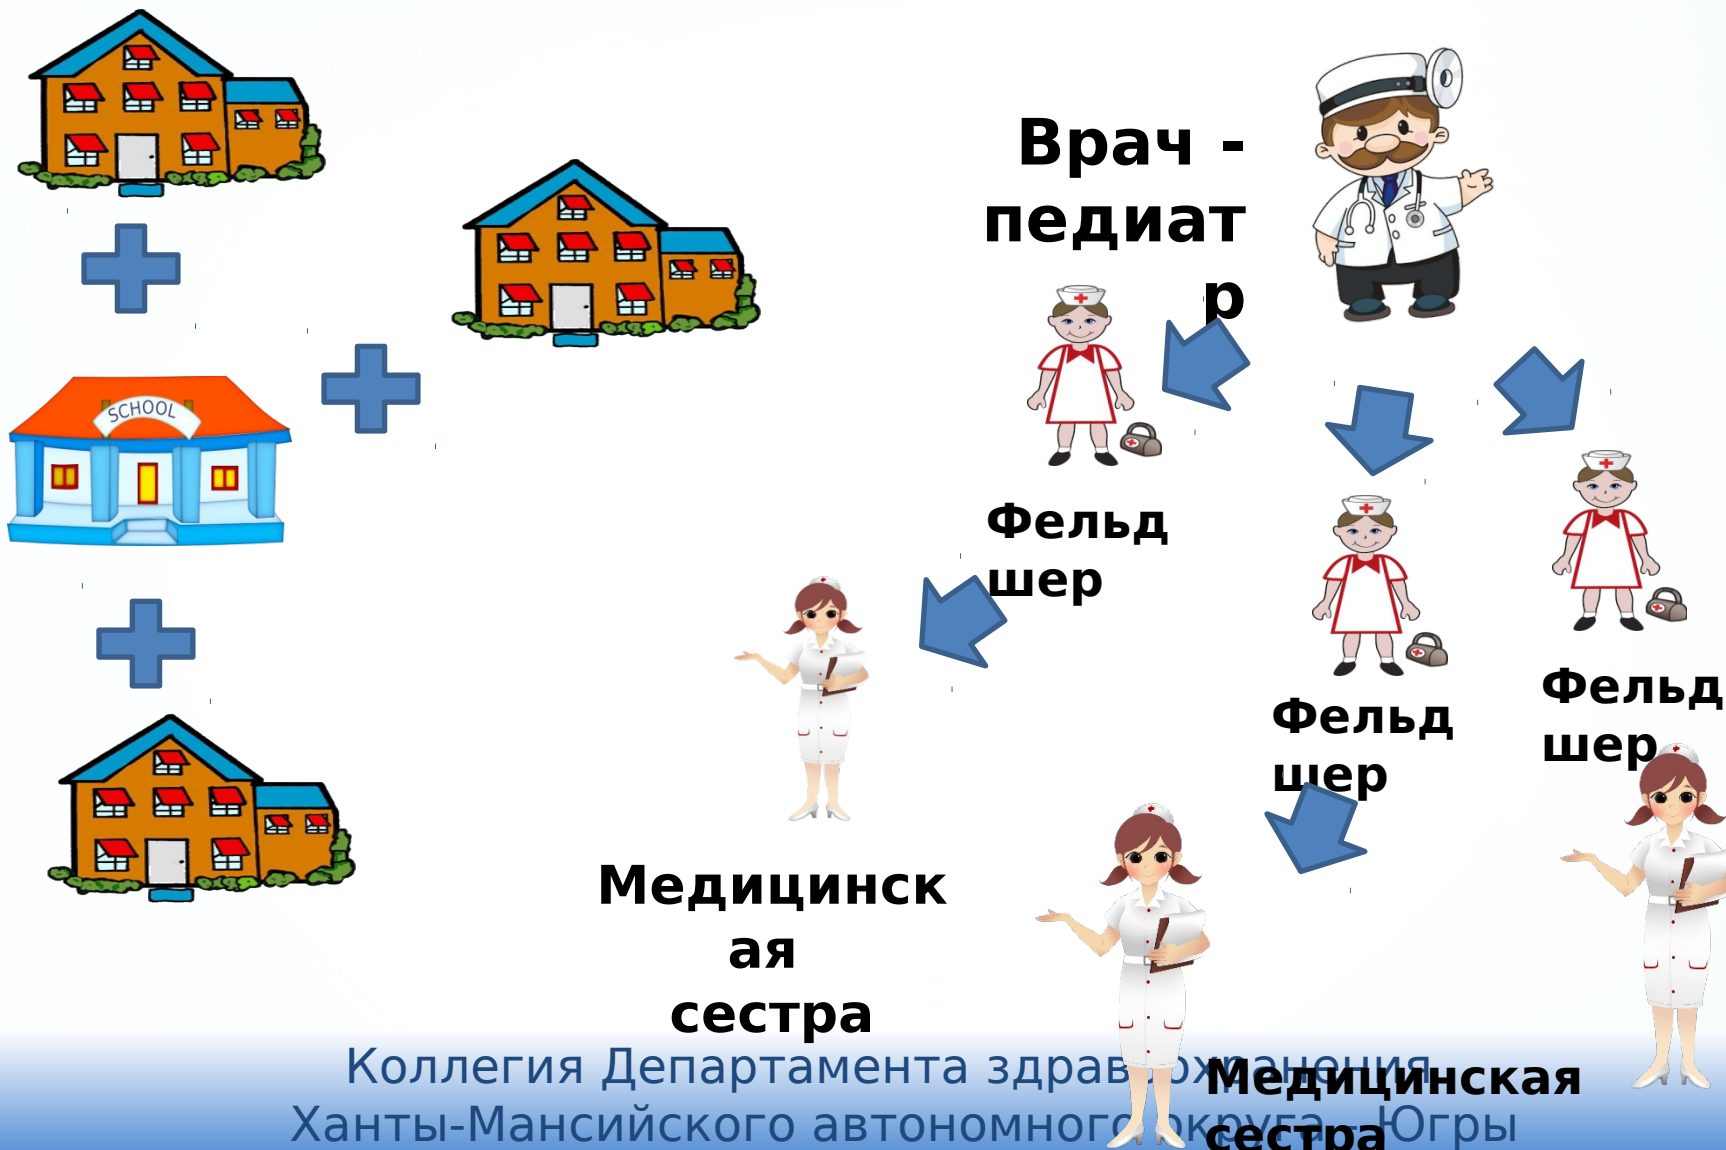 Врач -
педиат
р
SCHOOL
Фельд
шер
Фельд
шер
Фельд
шер
Медицинск
ая
сестра
Коллегия Департамента здравоохранения
Ханты-Мансийского автономного округа – Югры
Медицинская
сестра